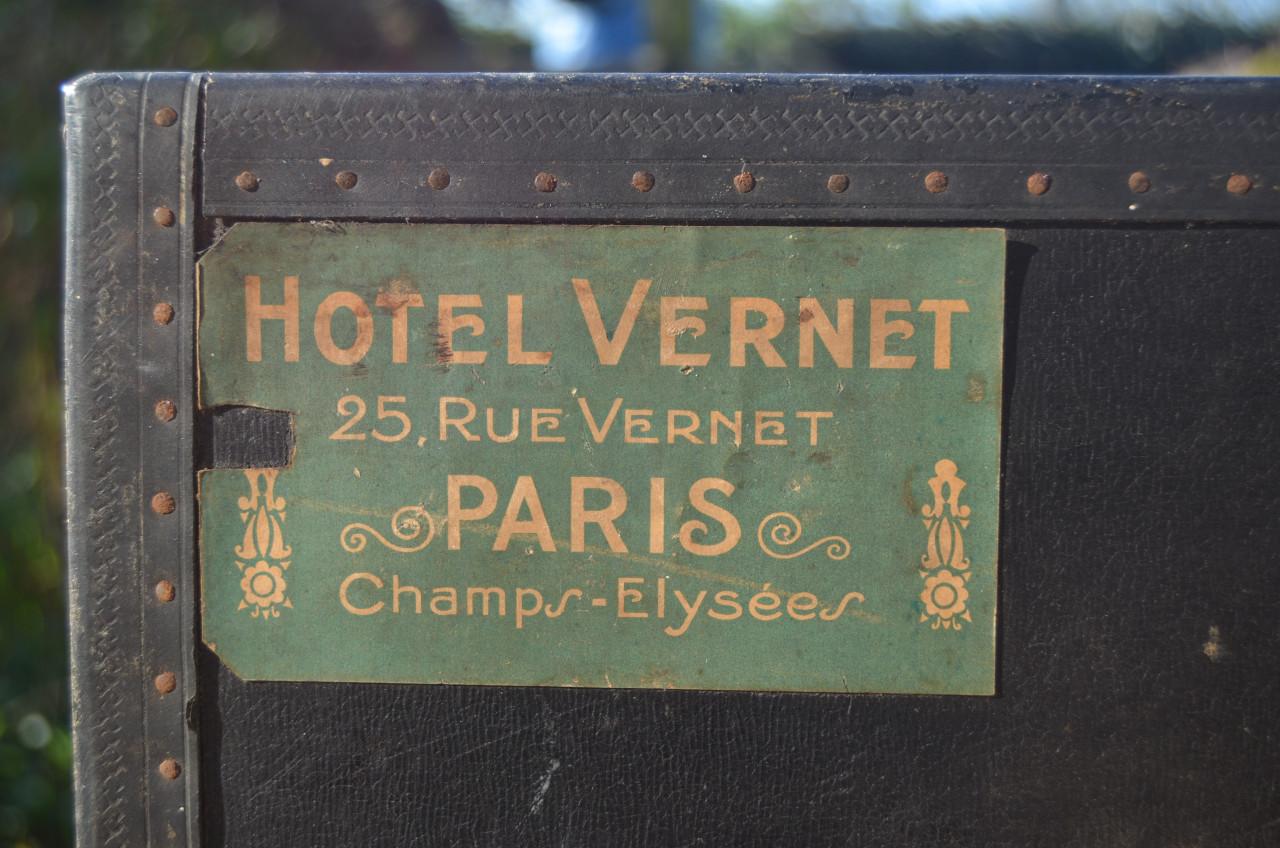 HOTEL VERNET
25, RUE VERNET
PARIS
Champs-Elysées